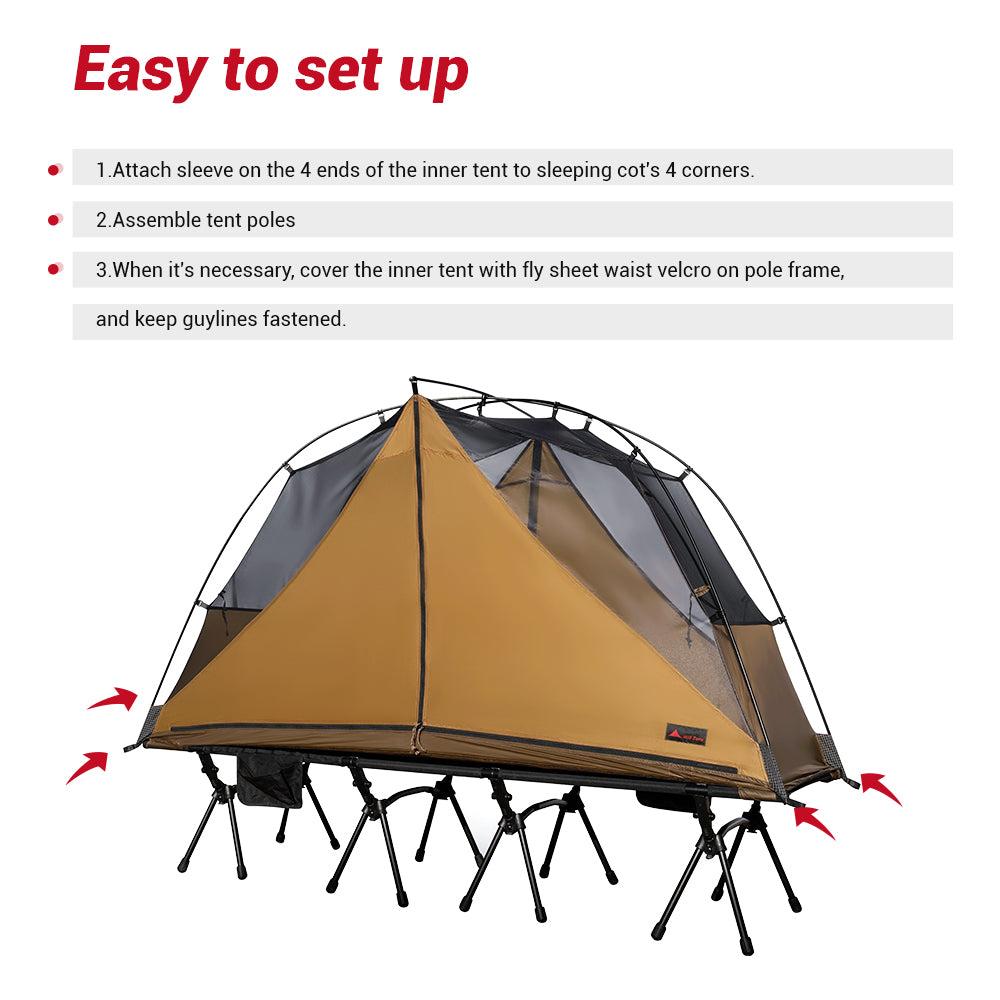 Easy to set up
1.Attach sleeve on the 4 ends of the inner tent to sleeping cot's 4 corners.
2.Assemble tent poles
3.When it's necessary, cover the inner tent with fly sheet waist velcro on pole frame,
and keep guylines fastened.